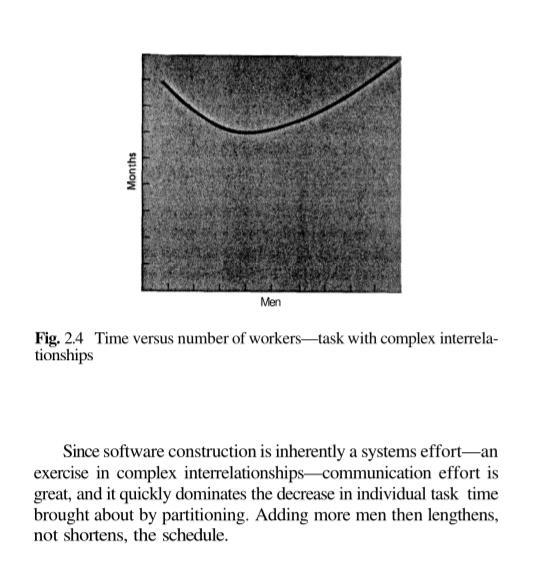 Months
Men
Fig. 2.4 Time versus number of workers—task with complex interrela-
tionships
Since software construction is inherently a systems effort—an
exercise in complex interrelationships—communication effort is
great, and it quickly dominates the decrease in individual task time
brought about by partitioning. Adding more men then lengthens,
not shortens, the schedule.